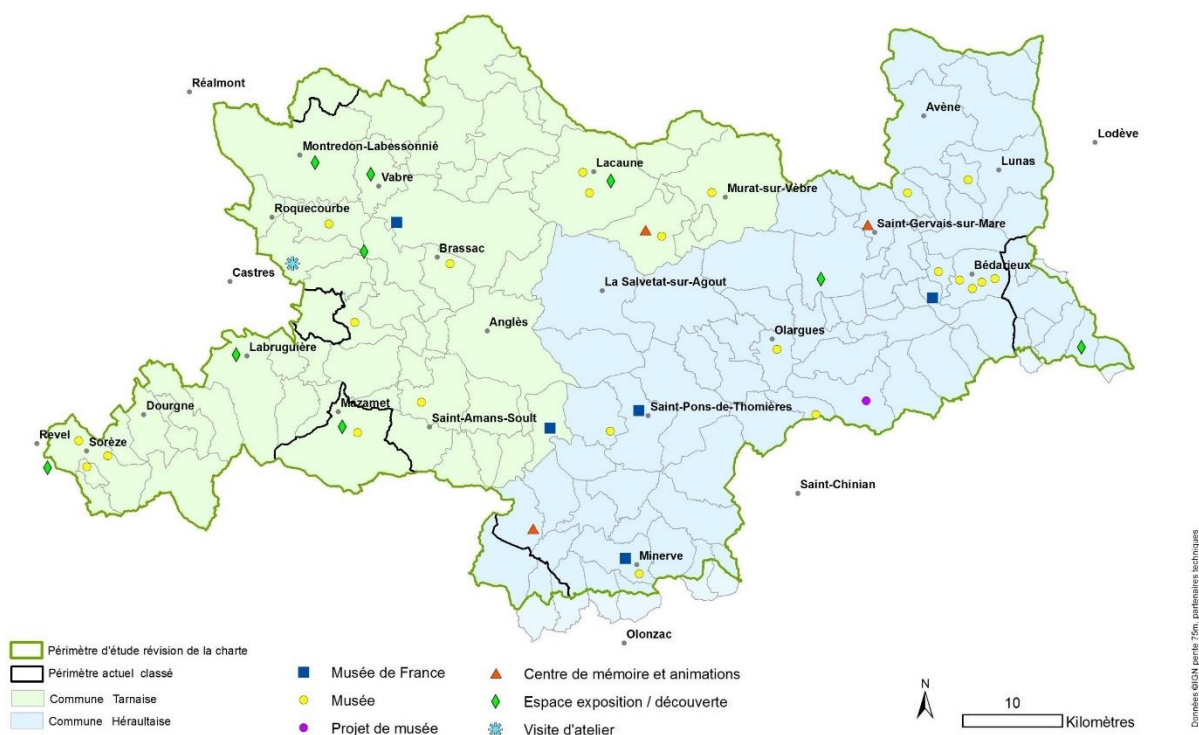 Réalmont
Avène
Lodève
Montredon-Labessonnié
Lacaune
Lunas
Vabre
Murat-sur-Vèbre
Roquecourbe
Saint-Gervais-sur-Mare
Brassac
Castres
Bédarieux
La Salvetat-sur-Agout
Anglès
Olargues
Labruguière
Mazamet
Dourgne
Saint-Pons-de-Thomières
Saint-Amans-Soult
Revel
Sorèze
Saint-Chinian
Minerve
Olonzac
Périmètre d'étude révision de la charte
Périmètre actuel classé
Commune Tarnaise
Commune Héraultaise
Musée de France
Musée
Projet de musée
Centre de mémoire et animations
Espace exposition / découverte
Visite d'atelier
N
10
Kilomètres
Données ©IGN pente 75m, partenaires techniques